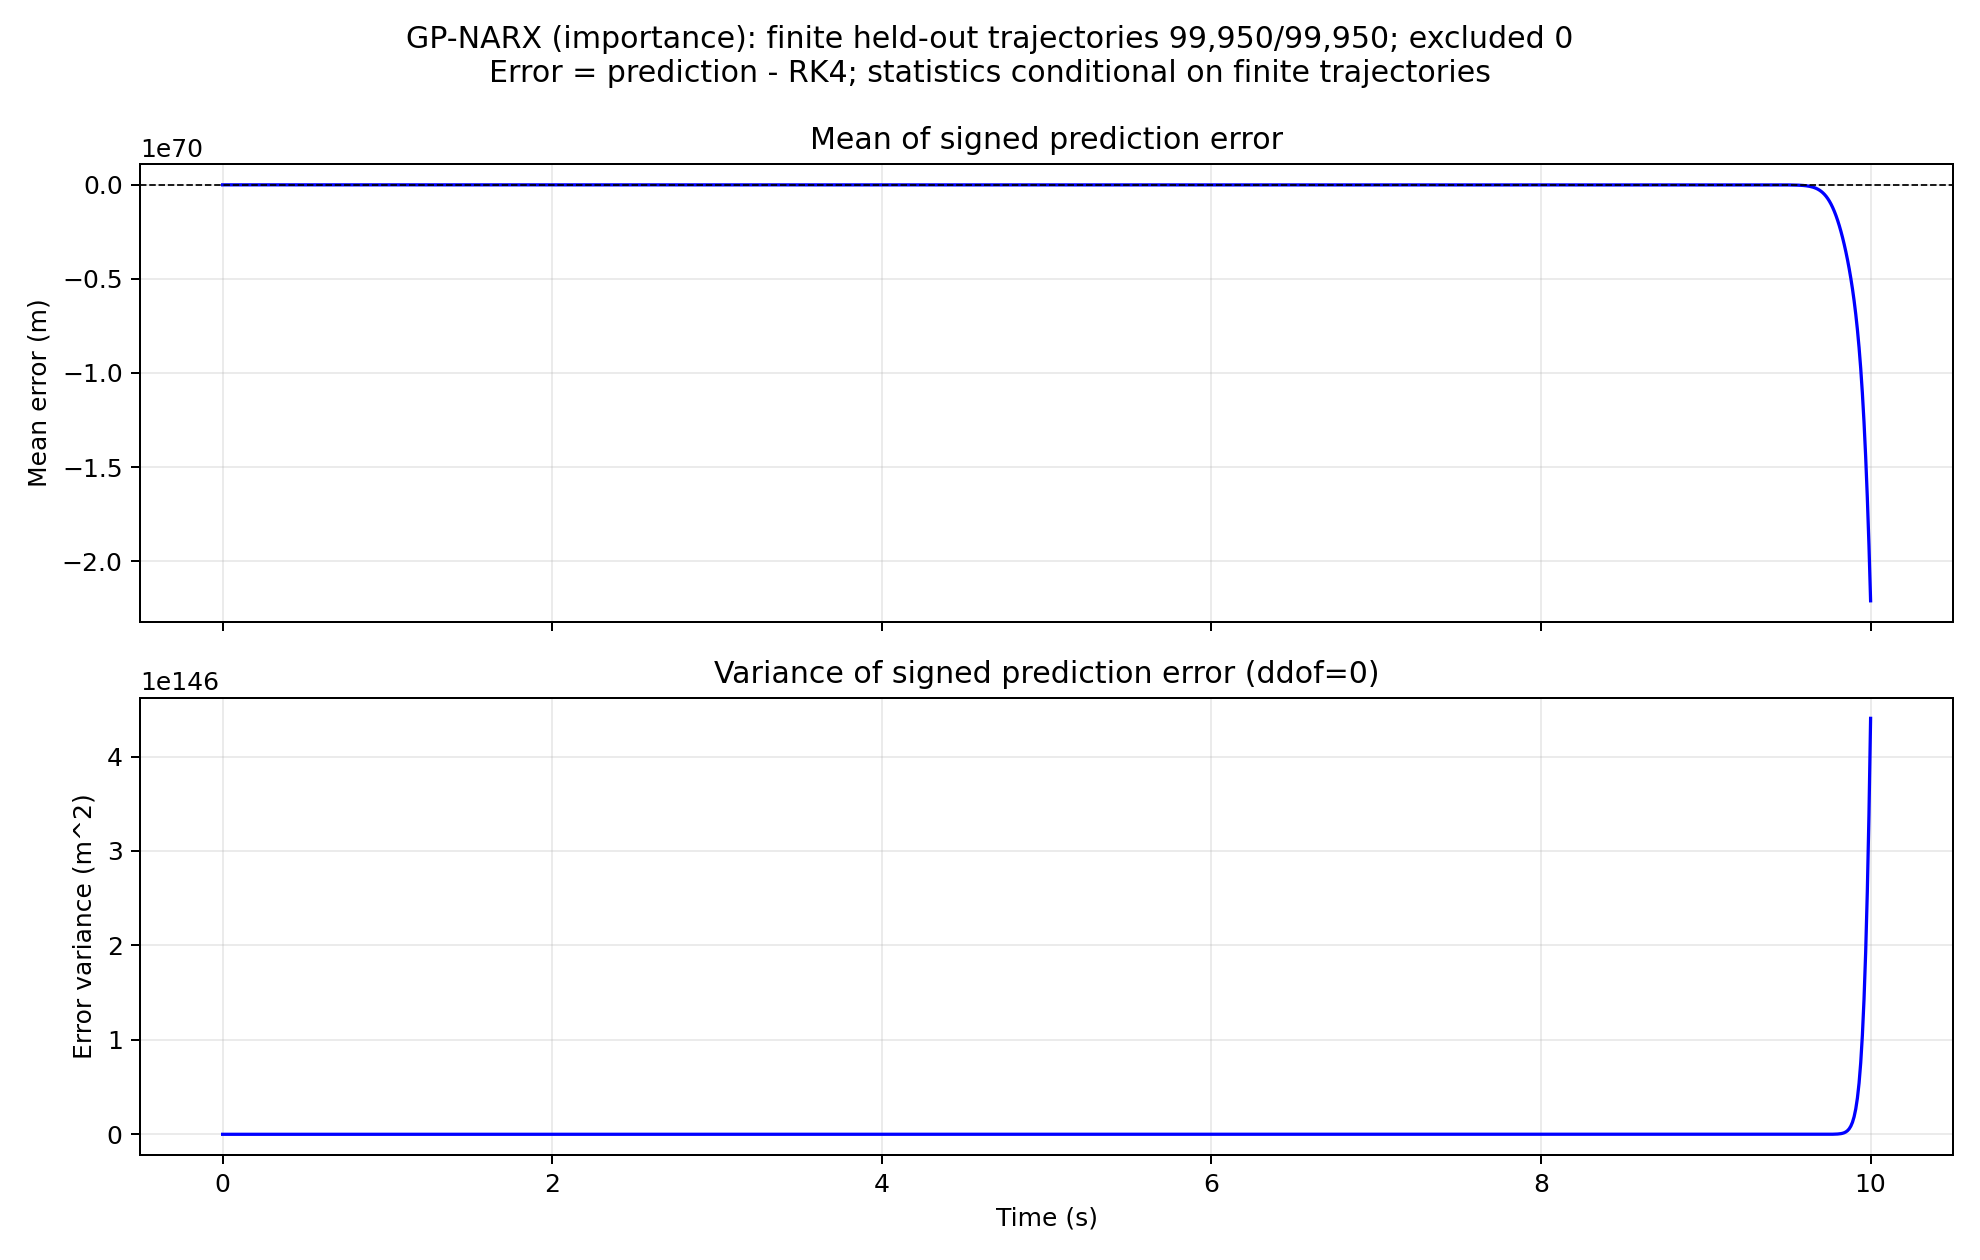 GP-NARX (importance): finite held-out trajectories 99,950/99,950; excluded 0
Error = prediction - RK4; statistics conditional on finite trajectories
Mean of signed prediction error
1e70
0.0
−0.5
−1.0
−1.5
−2.0
Mean error (m)
Variance of signed prediction error (ddof=0)
1e146
4
3
2
1
0
Error variance (m^2)
0 2 4 6 8 10
Time (s)